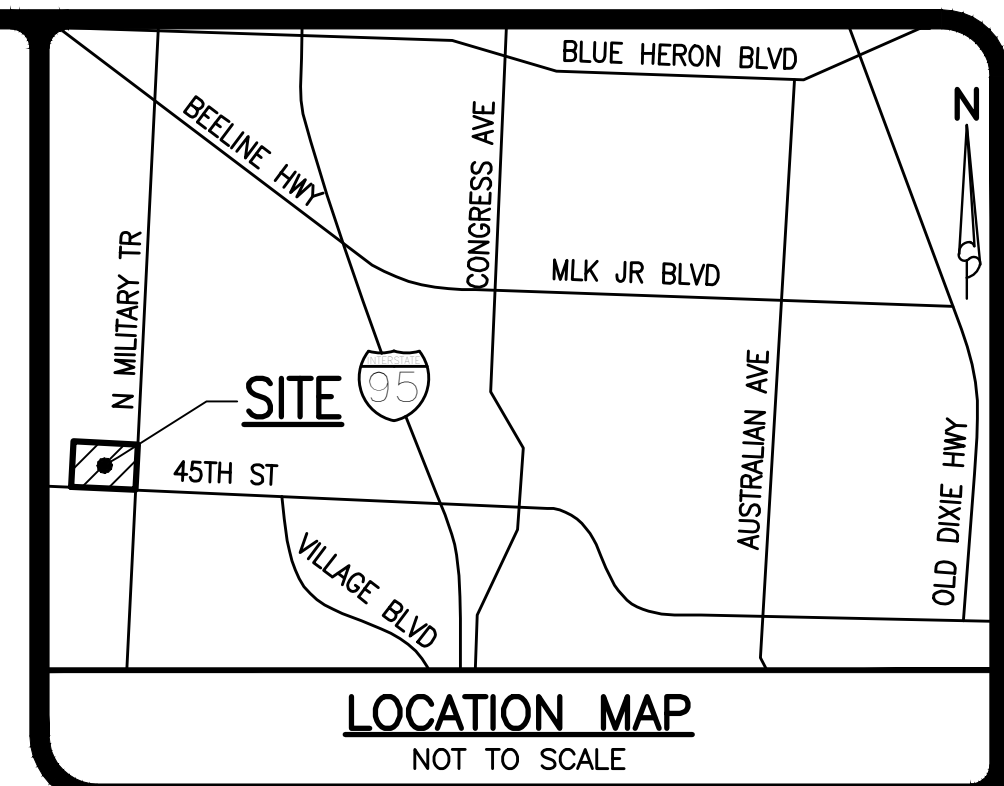 BLUE HERON BLVD
N
BEELINE HWY
CONGRESS AVE
N MILITARY TR
MLK JR BLVD
INTERSTATE
95
SITE
AUSTRALIAN AVE
OLD DIXIE HWY
45TH ST
VILLAGE BLVD
LOCATION MAP
NOT TO SCALE